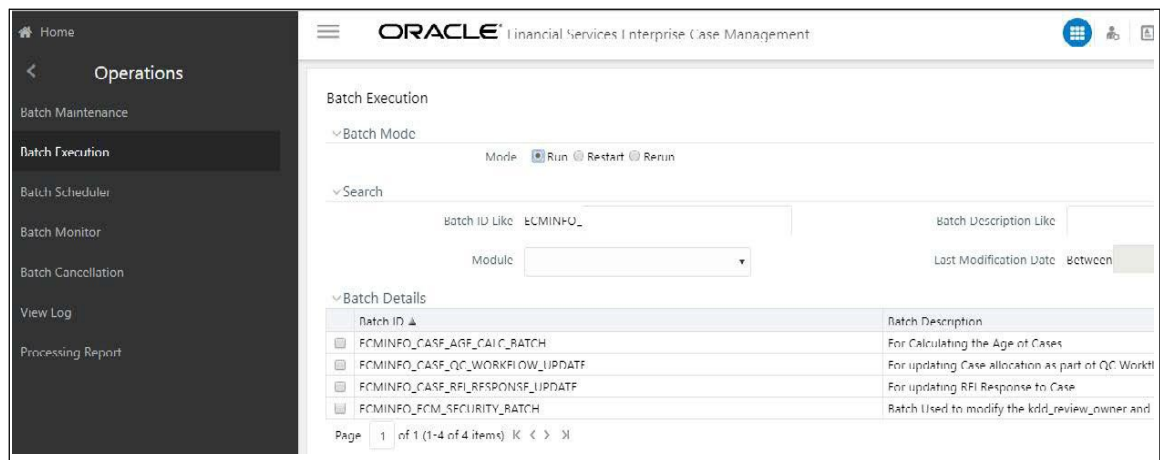 Home
Operations
Batch Maintenance
Batch Execution
Batch Scheduler
Batch Monitor
Batch Cancellation
View Log
Processing Report
ORACLE Financial Services Enterprise Case Management
Batch Execution
Batch Mode
Mode Run Restart Rerun
Search
Batch ID Like ECMINFO_ Batch Description Like
Module Last Modification Date Between
Batch Details
Batch ID Batch Description
ECMINFO_CASE_AGE_CALC_BATCH For Calculating the Age of Cases
ECMINFO_CASE_QC_WORKFLOW_UPDATE For updating Case allocation as part of QC Workfl
ECMINFO_CASE_RFI_RESPONSE_UPDATE For updating RFI Response to Case
ECMINFO_ECM_SECURITY_BATCH Batch Used to modify the kdd_review_owner and
Page 1 of 1 (1-4 of 4 items)